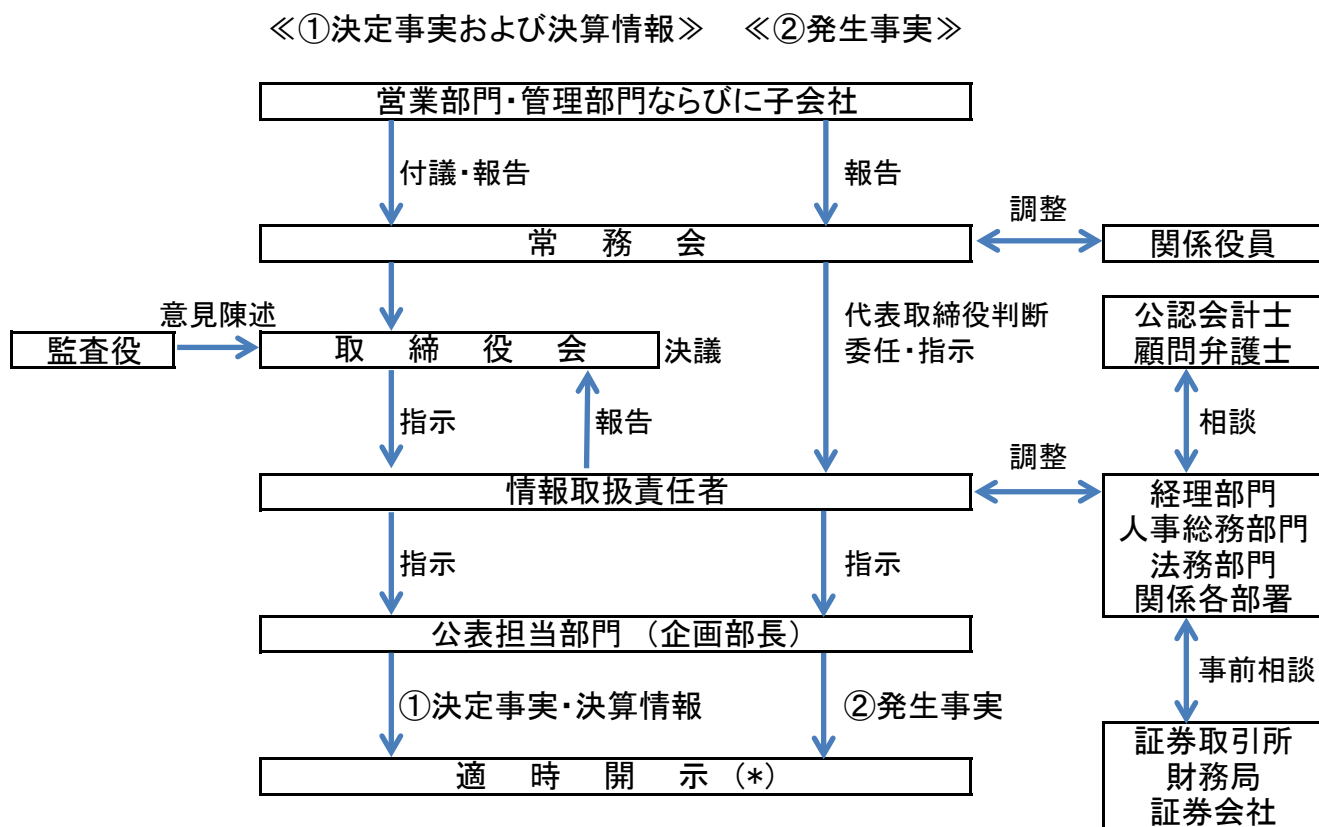 ≪①決定事実および決算情報≫ ≪②発生事実≫
営業部門・管理部門ならびに子会社
付議・報告
報告
調整
常 務 会
関係役員
意見陳述
代表取締役判断
委任・指示
公認会計士
顧問弁護士
監査役
取 締 役 会
決議
指示
報告
相談
調整
情報取扱責任者
経理部門
人事総務部門
法務部門
関係各部署
指示
指示
公表担当部門 (企画部長)
事前相談
①決定事実・決算情報
②発生事実
証券取引所
財務局
証券会社
適 時 開 示 (*)